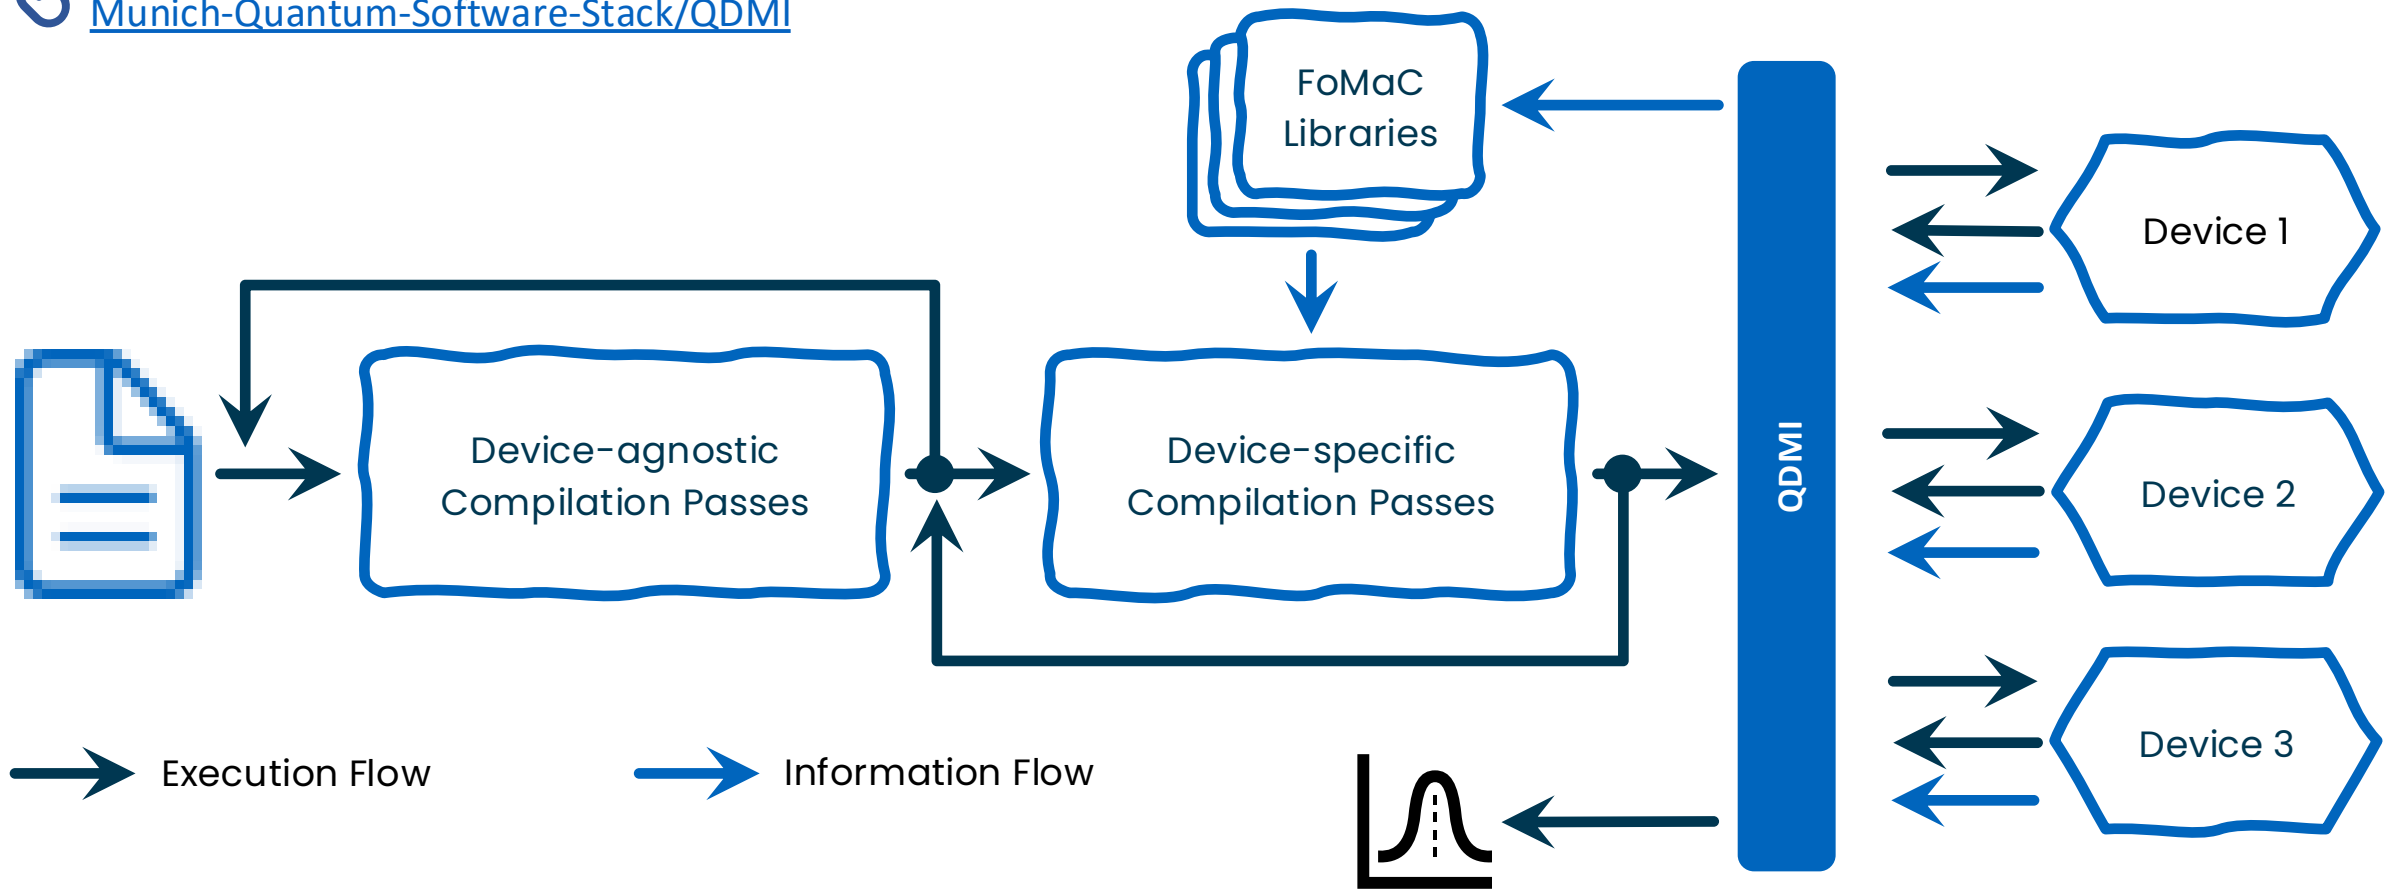 Munich-Quantum-Software-Stack/QDMI
FoMaC
Libraries
Device 1
Device-agnostic
Compilation Passes
Device-specific
Compilation Passes
QDMI
Device 2
Device 3
Execution Flow
Information Flow